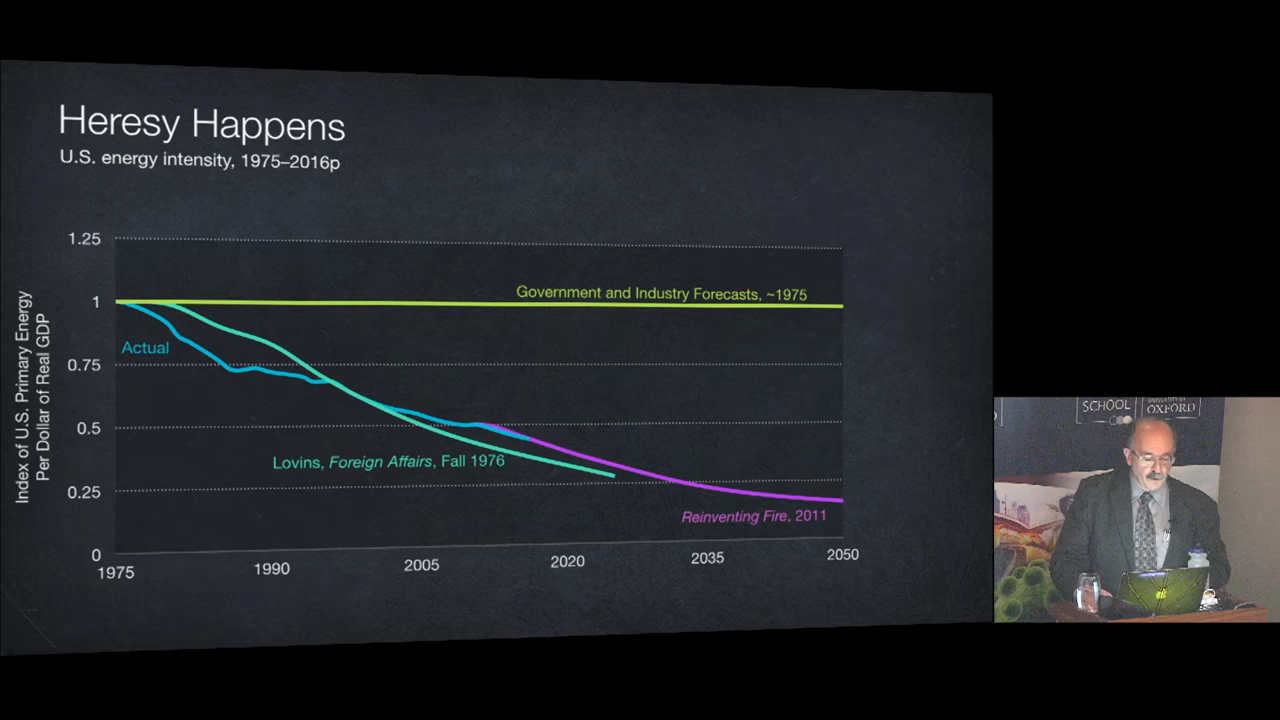 Heresy Happens
U.S. energy intensity, 1975–2016p
Index of U.S. Primary Energy
Per Dollar of Real GDP
1.25
1
0.75
0.5
0.25
0
Government and Industry Forecasts, ~1975
Actual
Lovins, Foreign Affairs, Fall 1976
Reinventing Fire, 2011
1975
1990
2005
2020
2035
2050
SCHOOL
UNIVERSITY OF
OXFORD